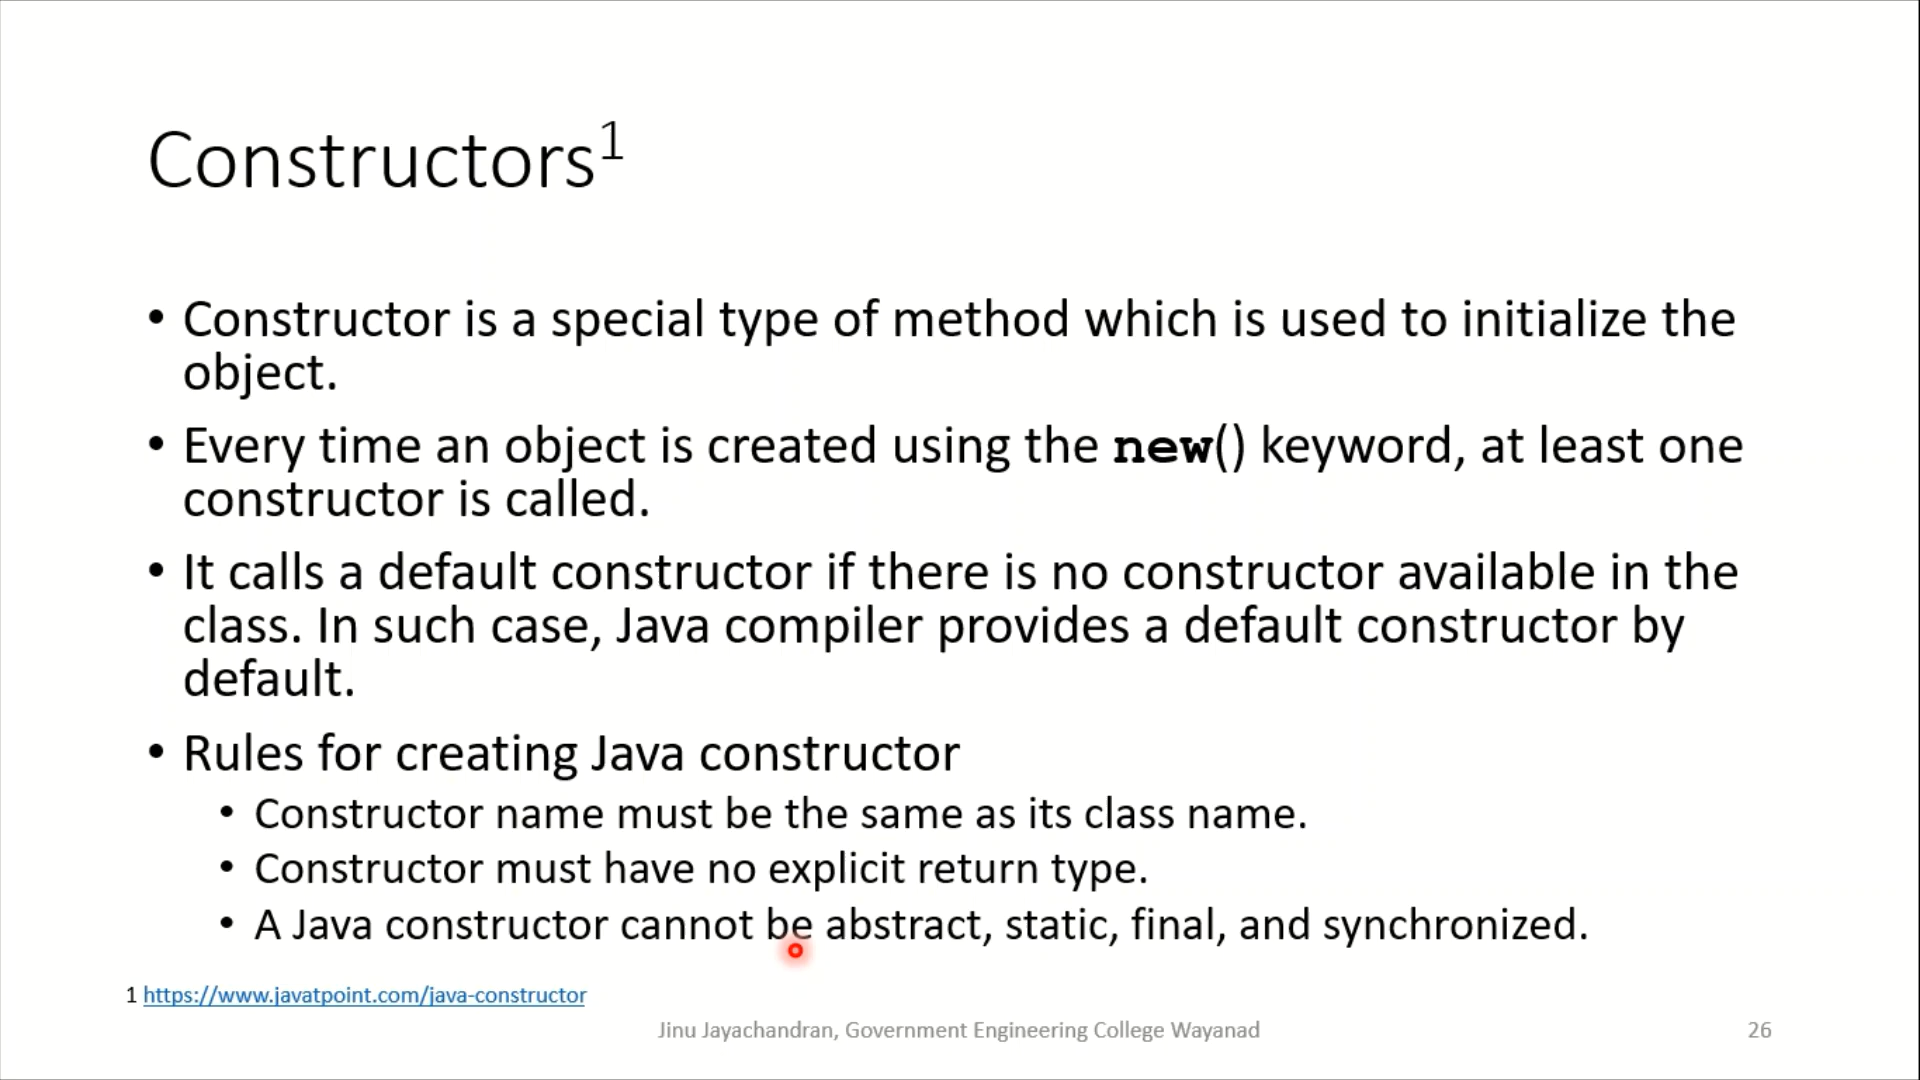 Constructors1
• Constructor is a special type of method which is used to initialize the
object.
• Every time an object is created using the new() keyword, at least one
constructor is called.
• It calls a default constructor if there is no constructor available in the
class. In such case, Java compiler provides a default constructor by
default.
• Rules for creating Java constructor
• Constructor name must be the same as its class name.
• Constructor must have no explicit return type.
• A Java constructor cannot be abstract, static, final, and synchronized.
1 https://www.javatpoint.com/java-constructor
Jinu Jayachandran, Government Engineering College Wayanad
26